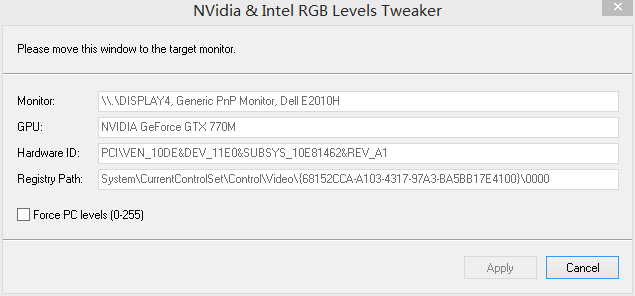 NVidia & Intel RGB Levels Tweaker
Please move this window to the target monitor.
Monitor: \\.\DISPLAY4, Generic PnP Monitor, Dell E2010H
GPU: NVIDIA GeForce GTX 770M
Hardware ID: PCI\VEN_10DE&DEV_11E0&SUBSYS_10E81462&REV_A1
Registry Path: System\CurrentControlSet\Control\Video\{68152CCA-A103-4317-97A3-BA5BB17E4100}\0000
Force PC levels (0-255)
Apply Cancel